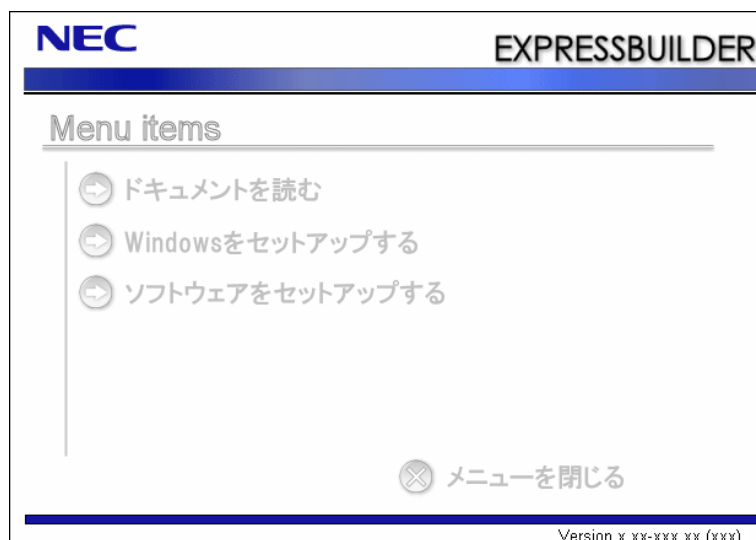 NEC
EXPRESSBUILDER
Menu items
ドキュメントを読む
Windowsをセットアップする
ソフトウェアをセットアップする
メニューを閉じる
Version x.xx-xxx.xx (xxx)